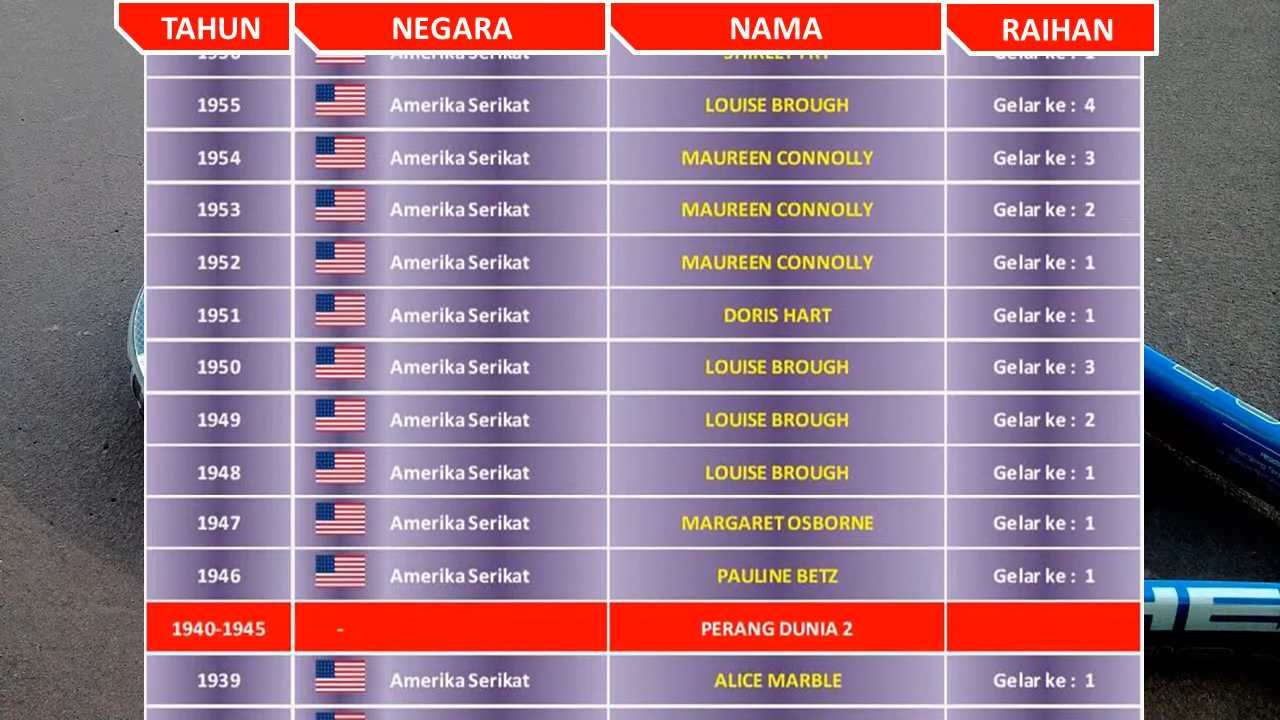 TAHUN NEGARA NAMA RAIHAN
1955 Amerika Serikat LOUISE BROUGH Gelar ke : 4
1954 Amerika Serikat MAUREEN CONNOLLY Gelar ke : 3
1953 Amerika Serikat MAUREEN CONNOLLY Gelar ke : 2
1952 Amerika Serikat MAUREEN CONNOLLY Gelar ke : 1
1951 Amerika Serikat DORIS HART Gelar ke : 1
1950 Amerika Serikat LOUISE BROUGH Gelar ke : 3
1949 Amerika Serikat LOUISE BROUGH Gelar ke : 2
1948 Amerika Serikat LOUISE BROUGH Gelar ke : 1
1947 Amerika Serikat MARGARET OSBORNE Gelar ke : 1
1946 Amerika Serikat PAULINE BETZ Gelar ke : 1
1940-1945 - PERANG DUNIA 2
1939 Amerika Serikat ALICE MARBLE Gelar ke : 1